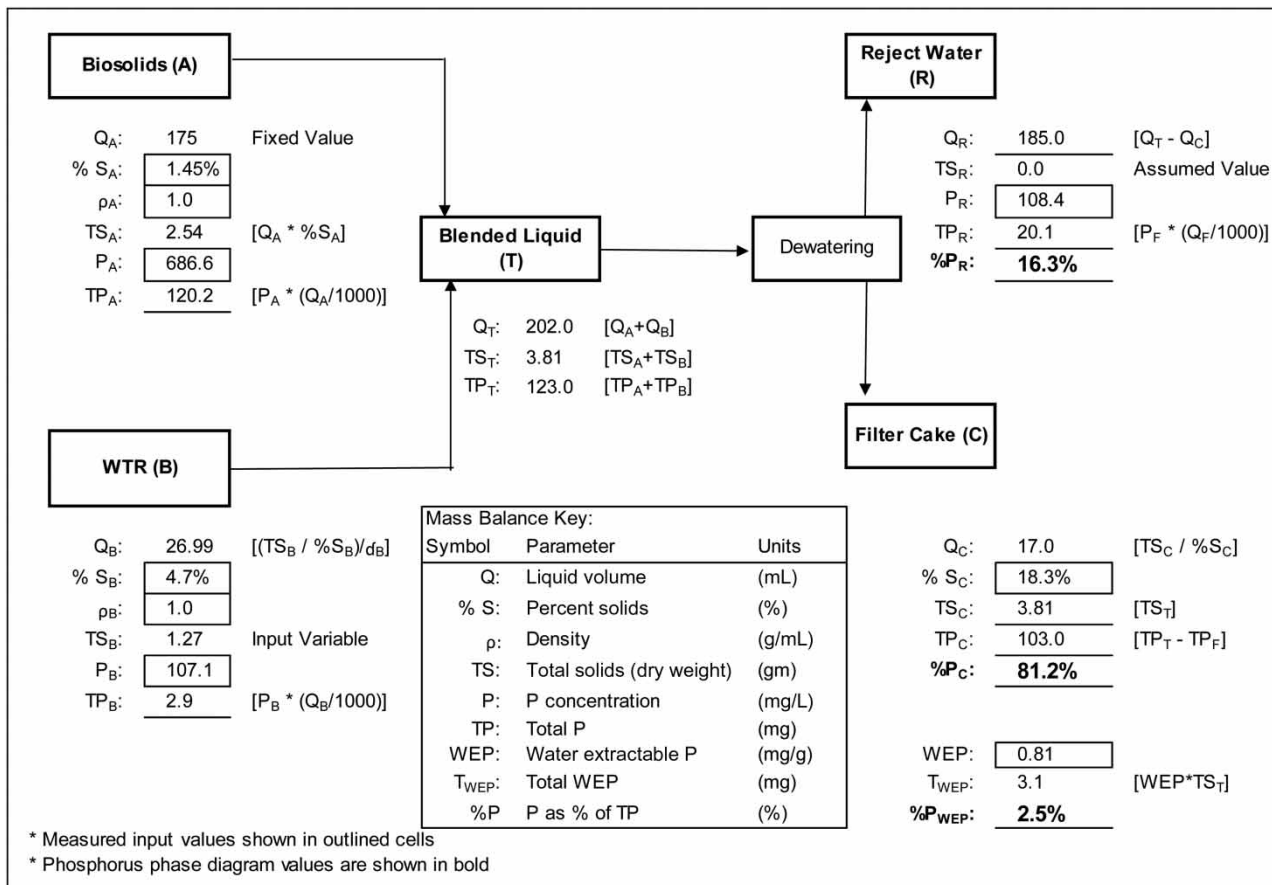 Biosolids (A)
Q_A: 175 Fixed Value
% S_A: 1.45%
ρ_A: 1.0
TS_A: 2.54 [Q_A * %S_A]
P_A: 686.6
TP_A: 120.2 [P_A * (Q_A/1000)]
WTR (B)
Q_B: 26.99 [(TS_B / %S_B)/d_B]
% S_B: 4.7%
ρ_B: 1.0
TS_B: 1.27 Input Variable
P_B: 107.1
TP_B: 2.9 [P_B * (Q_B/1000)]
Blended Liquid
(T)
Q_T: 202.0 [Q_A+Q_B]
TS_T: 3.81 [TS_A+TS_B]
TP_T: 123.0 [TP_A+TP_B]
Dewatering
Reject Water
(R)
Q_R: 185.0 [Q_T - Q_C]
TS_R: 0.0 Assumed Value
P_R: 108.4
TP_R: 20.1 [P_F * (Q_F/1000)]
%P_R: 16.3%
Filter Cake (C)
Q_C: 17.0 [TS_C / %S_C]
% S_C: 18.3%
TS_C: 3.81 [TS_T]
TP_C: 103.0 [TP_T - TP_F]
%P_C: 81.2%
WEP: 0.81
T_WEP: 3.1 [WEP*TS_T]
%P_WEP: 2.5%
Mass Balance Key:
Symbol Parameter Units
Q: Liquid volume (mL)
% S: Percent solids (%)
ρ: Density (g/mL)
TS: Total solids (dry weight) (gm)
P: P concentration (mg/L)
TP: Total P (mg)
WEP: Water extractable P (mg/g)
T_WEP: Total WEP (mg)
%P P as % of TP (%)
* Measured input values shown in outlined cells
* Phosphorus phase diagram values are shown in bold